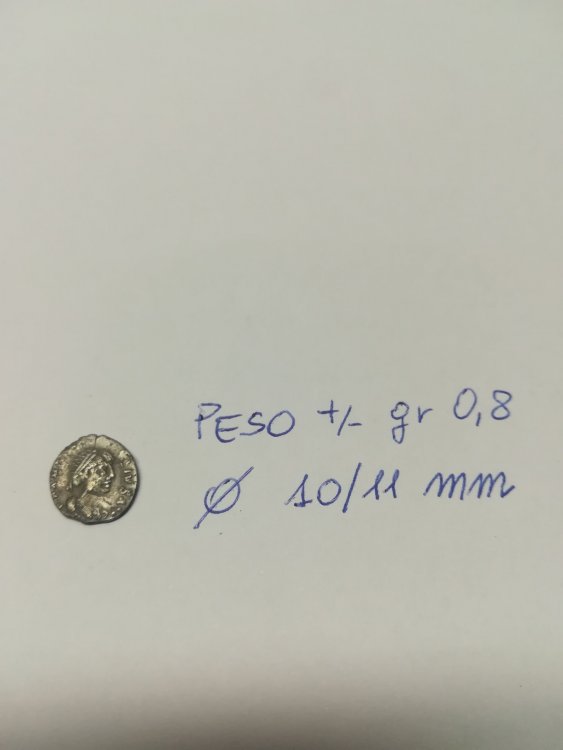 PESO +/- gr 0,8
Ø 10/11 mm